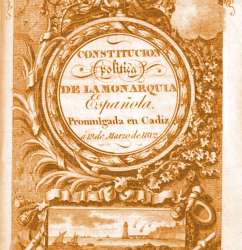 CONSTITUCION
politica
DE LA MONARQUIA
Española.
Promulgada en Cadiz
á 19 de Marzo de 1812.